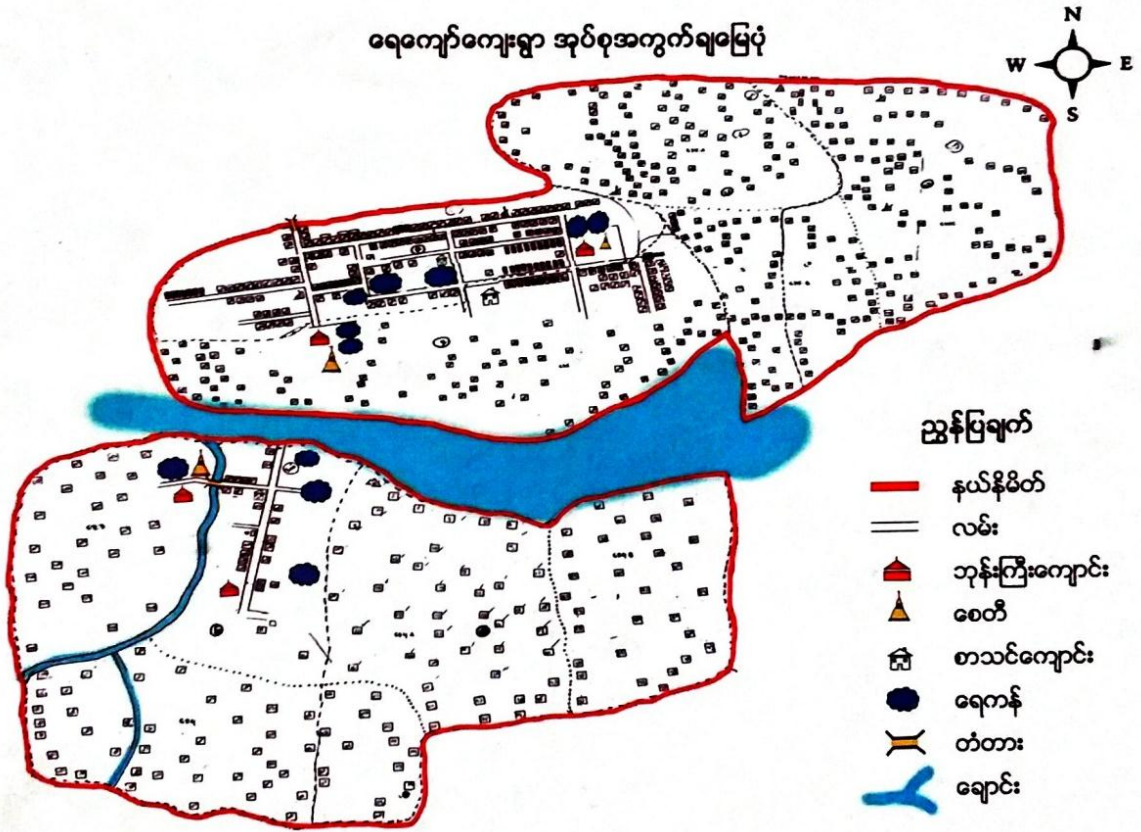 ရေကျော်ကျေးရွာ အုပ်စုအကွက်ချမြေပုံ
N
W E
S
ညွှန်ပြချက်
နယ်နိမိတ်
လမ်း
ဘုန်းကြီးကျောင်း
စေတီ
စာသင်ကျောင်း
ရေကန်
တံတား
ချောင်း